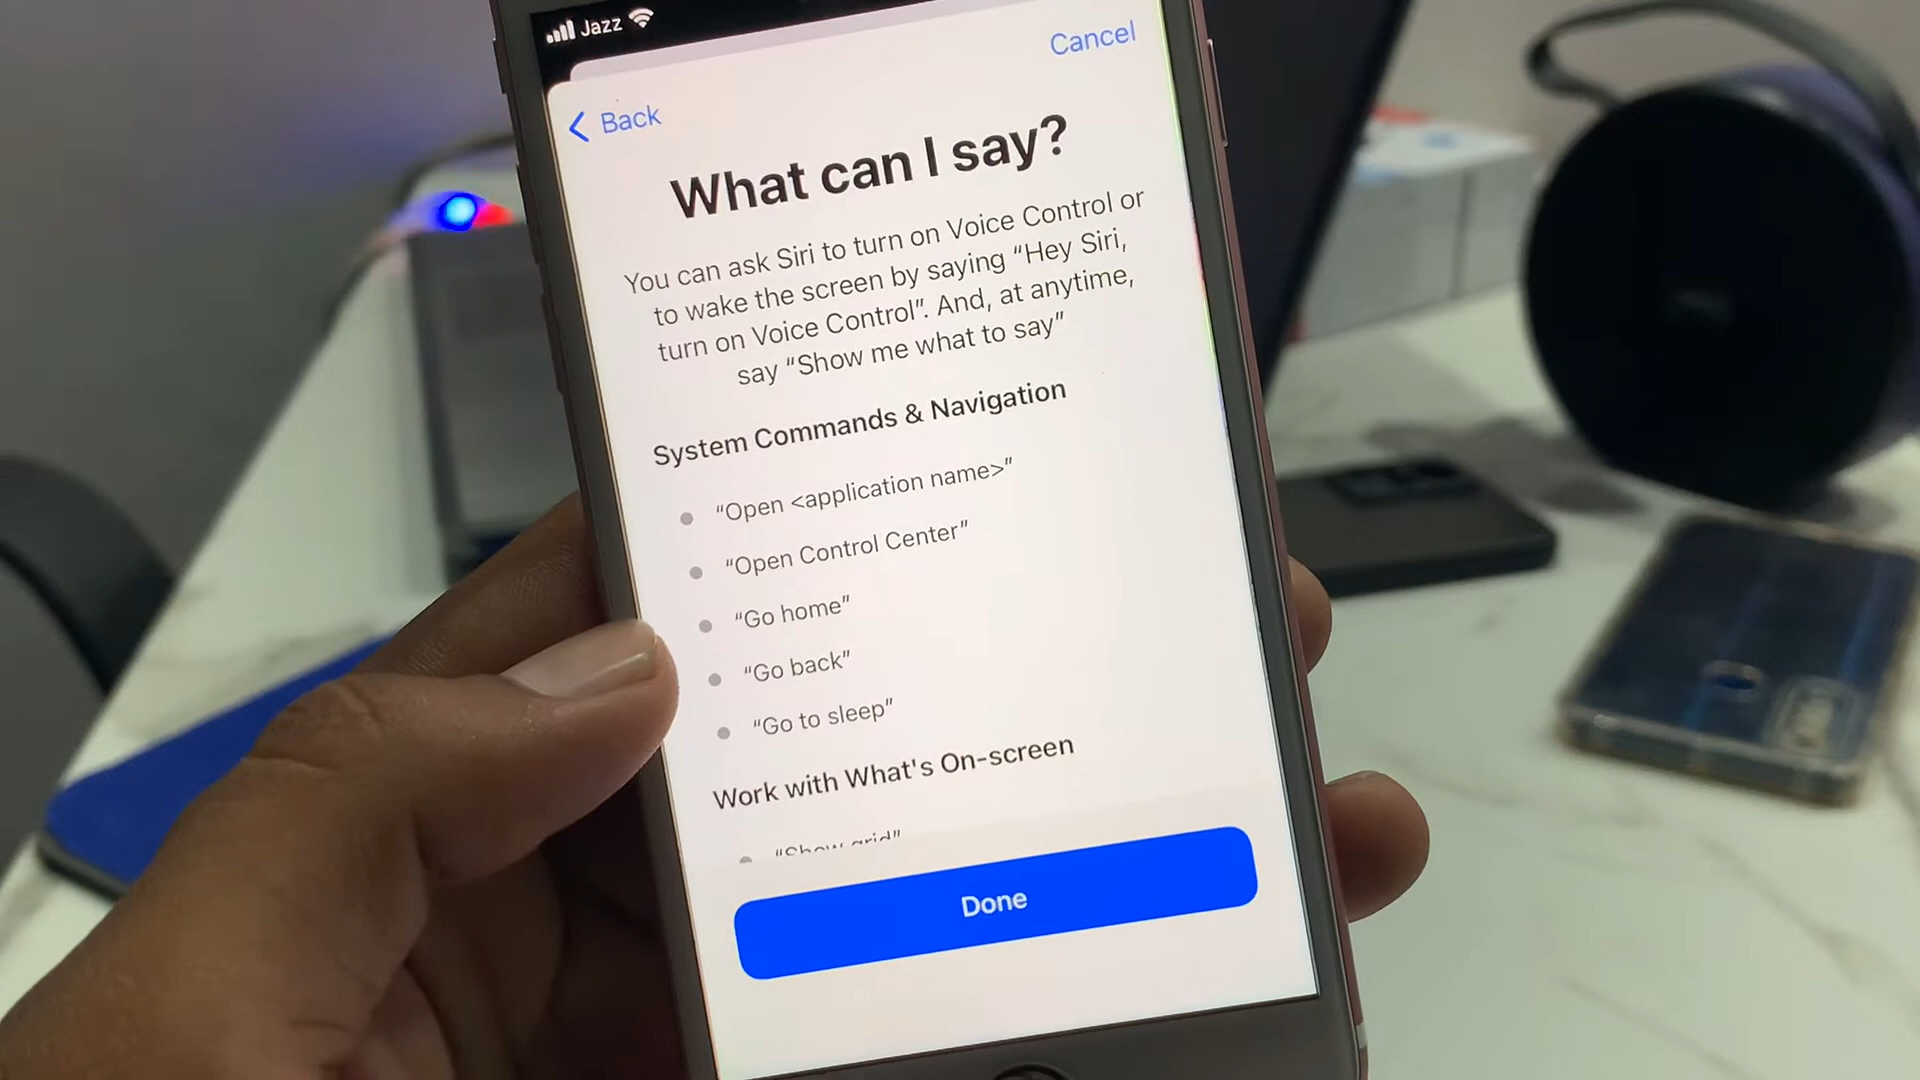 Jazz
Cancel
Back
What can I say?
You can ask Siri to turn on Voice Control or
to wake the screen by saying “Hey Siri,
turn on Voice Control”. And, at anytime,
say “Show me what to say”
System Commands & Navigation
“Open <application name>”
“Open Control Center”
“Go home”
“Go back”
“Go to sleep”
Work with What's On-screen
“Show grid”
Done